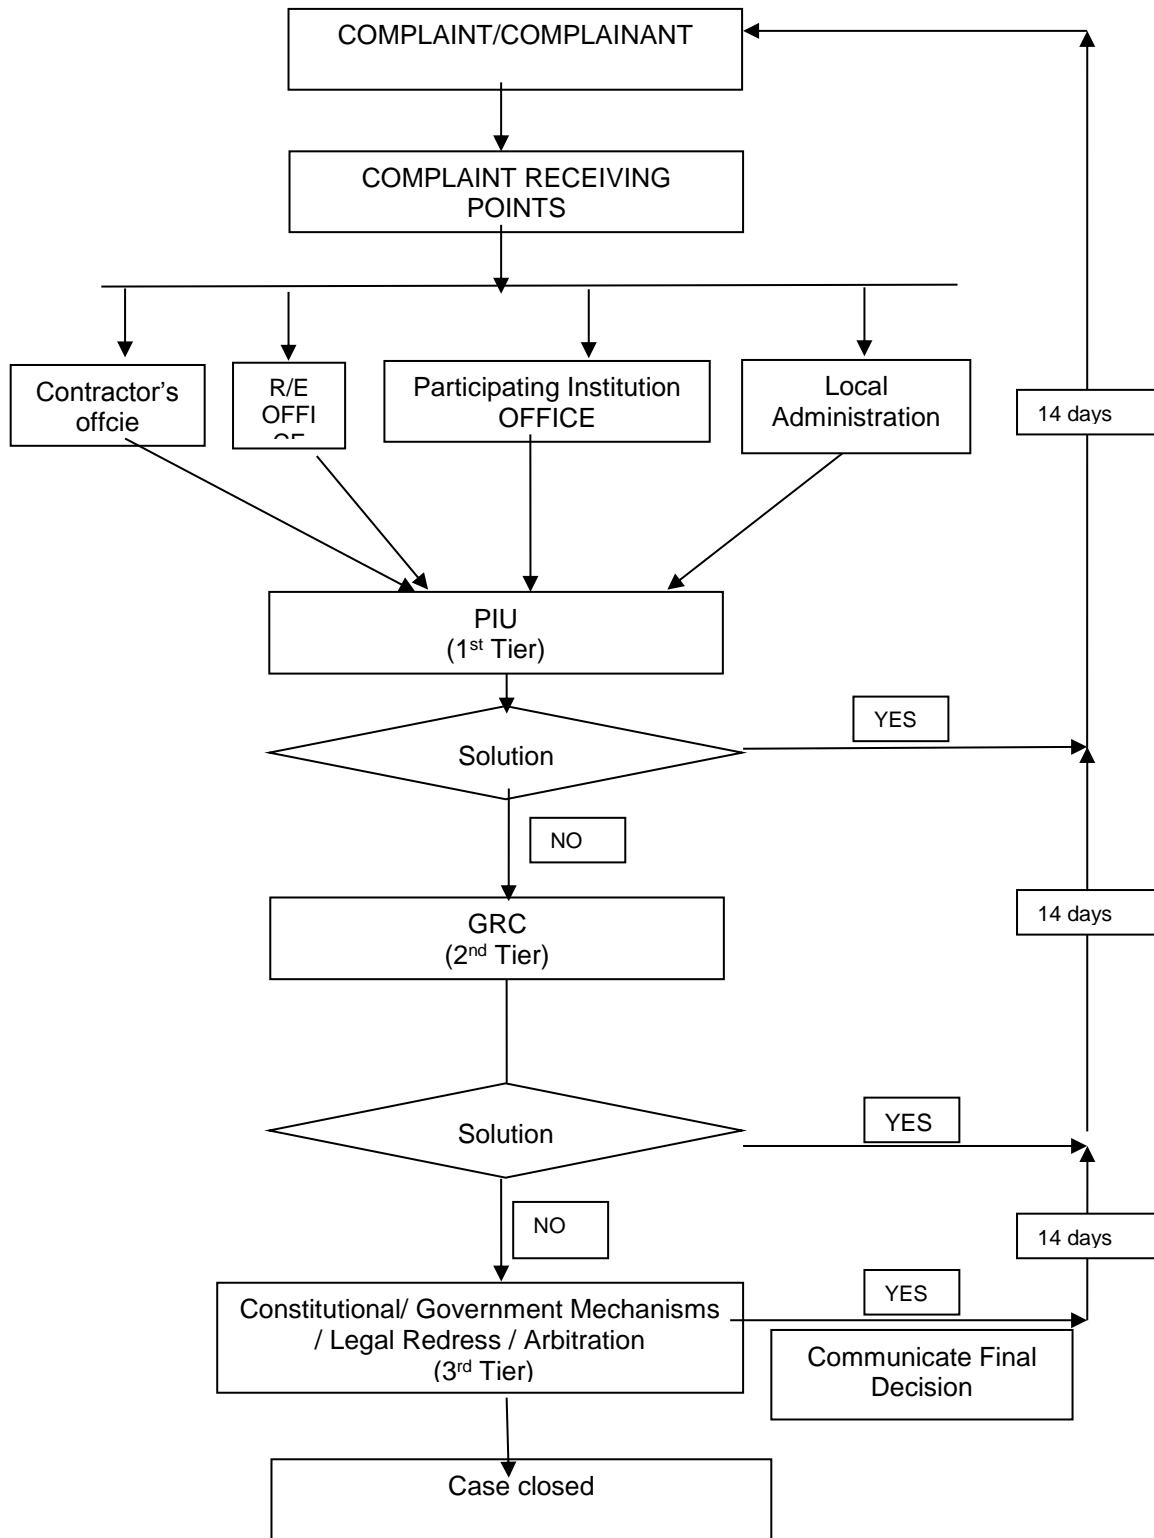 COMPLAINT/COMPLAINANT
COMPLAINT RECEIVING
POINTS
Contractor's
offcie
R/E
OFFI
Participating Institution
OFFICE
Local
Administration
14 days
PIU
(1st Tier)
Solution
YES
NO
GRC
(2nd Tier)
14 days
Solution
YES
NO
14 days
Constitutional/ Government Mechanisms
/ Legal Redress / Arbitration
(3rd Tier)
YES
Communicate Final
Decision
Case closed